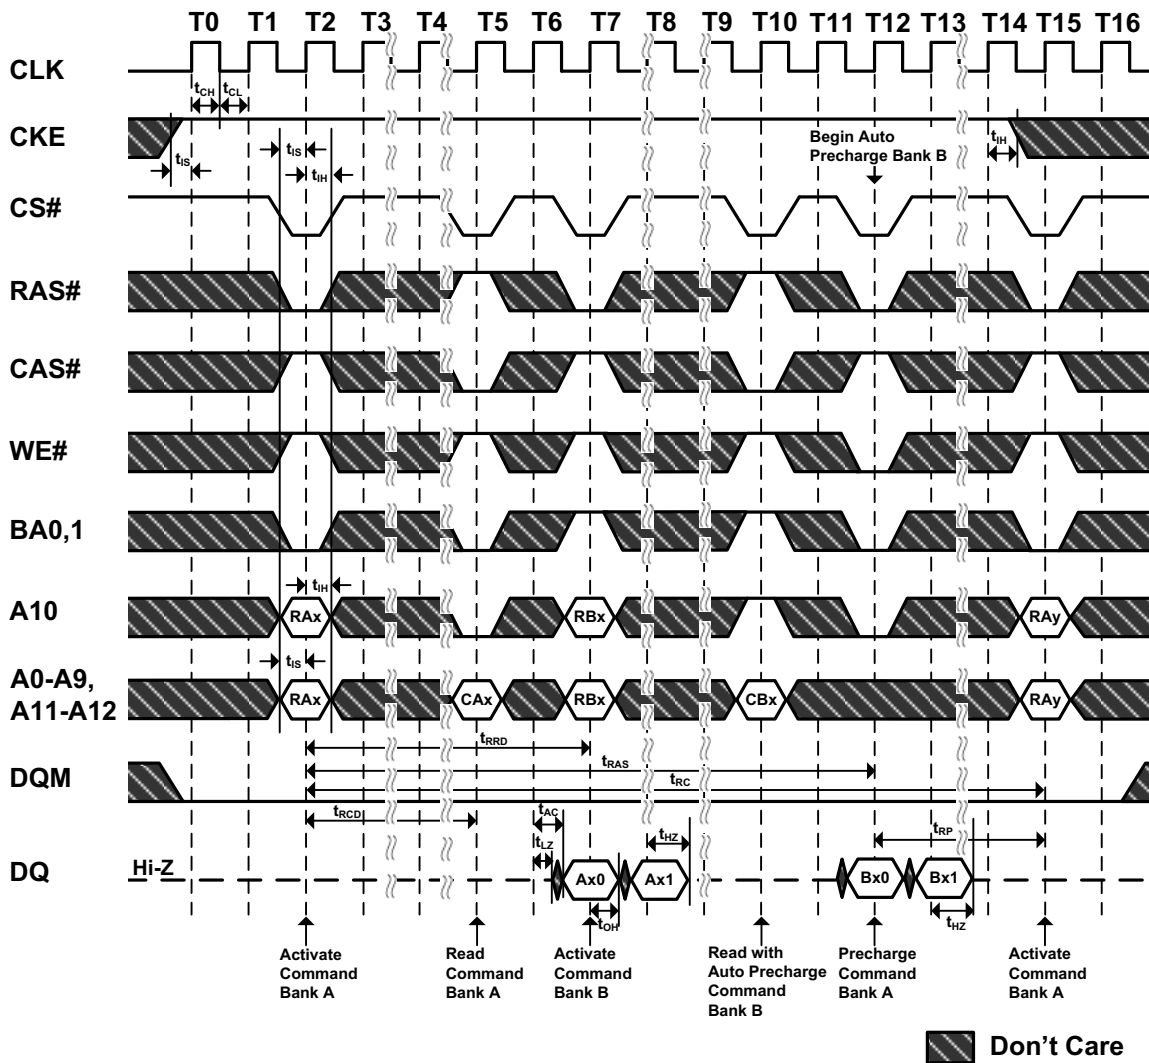 T0 T1 T2 T3 T4 T5 T6 T7 T8 T9 T10 T11 T12 T13 T14 T15 T16
CLK
tCH tCL
CKE
Begin Auto
Precharge Bank B
tIS
tIS
tIH
tIH
CS#
RAS#
CAS#
WE#
BA0,1
tIH
A10
RAx RBx RAy
tIS
A0-A9,
A11-A12
RAx CAx RBx CBx RAy
tRRD
tRAS
tRC
DQM
tRCD
tAC
tLZ
tHZ
tRP
DQ
Hi-Z
Ax0 Ax1 Bx0 Bx1
tOH
tHZ
Activate
Command
Bank A
Read
Command
Bank A
Activate
Command
Bank B
Read with
Auto Precharge
Command
Bank B
Precharge
Command
Bank A
Activate
Command
Bank A
Don't Care